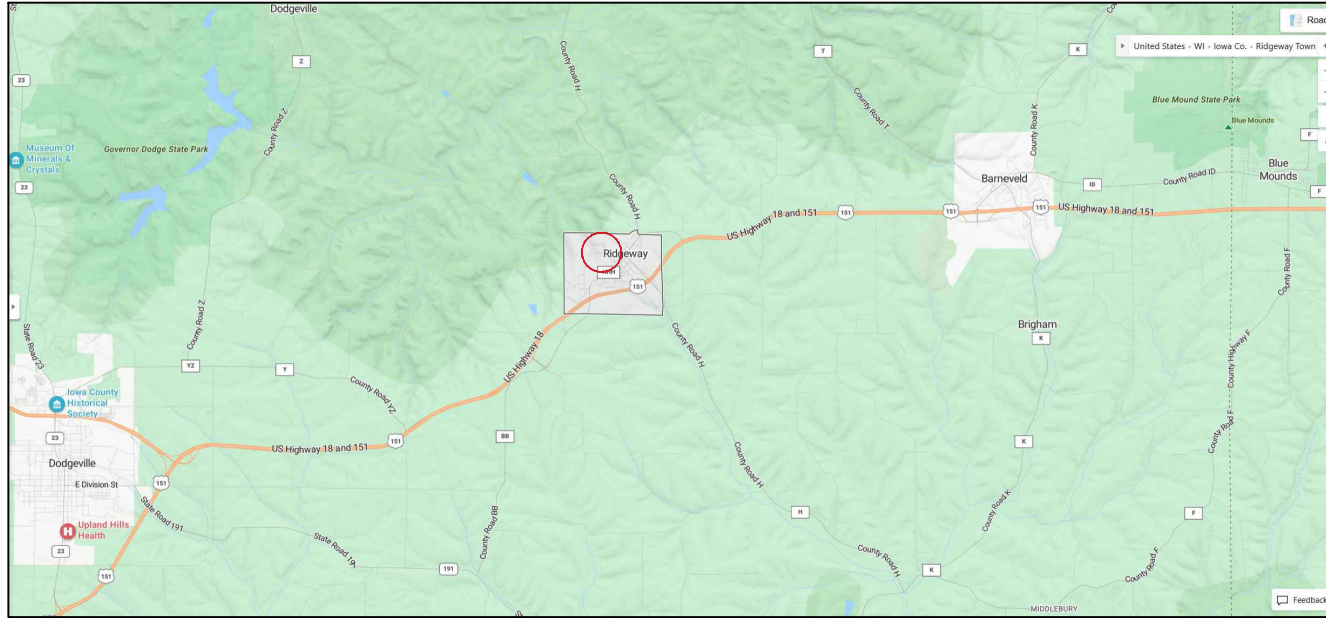 Dodgeville
Z
County Road H
T
K
Road
United States - WI - Iowa Co. - Ridgeway Town
23
County Road Z
County Road T
County Road K
Blue Mound State Park
Blue Mounds
F
Museum Of
Minerals &
Crystals
Governor Dodge State Park
23
County Road H
Barneveld
ID
County Road ID
Blue
Mounds
F
US Highway 18 and 151
151
151
151
US Highway 18 and 151
Ridgeway
151
County Road F
County Road Z
State Road 23
US Highway 18
County Road H
Brigham
K
County Highway F
YZ
Y
County Road YZ
Iowa County
Historical
Society
23
US Highway 18 and 151
151
BB
K
County Road F
Dodgeville
E Division St
151
County Road H
State Road 191
County Road BB
County Road K
H
F
Upland Hills
Health
H
23
State Road 19
191
County Road H
K
County Road F
151
MIDDLEBURY
Feedback